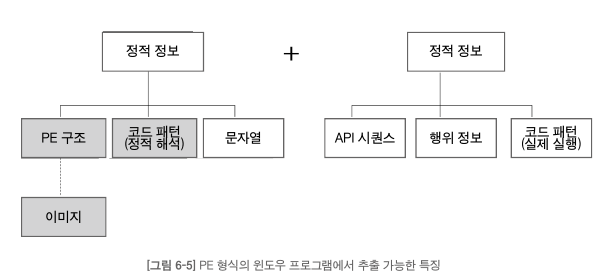 정적 정보
+
정적 정보
PE 구조
코드 패턴
(정적 해석)
문자열
API 시퀀스
행위 정보
코드 패턴
(실제 실행)
이미지
[그림 6-5] PE 형식의 윈도우 프로그램에서 추출 가능한 특징